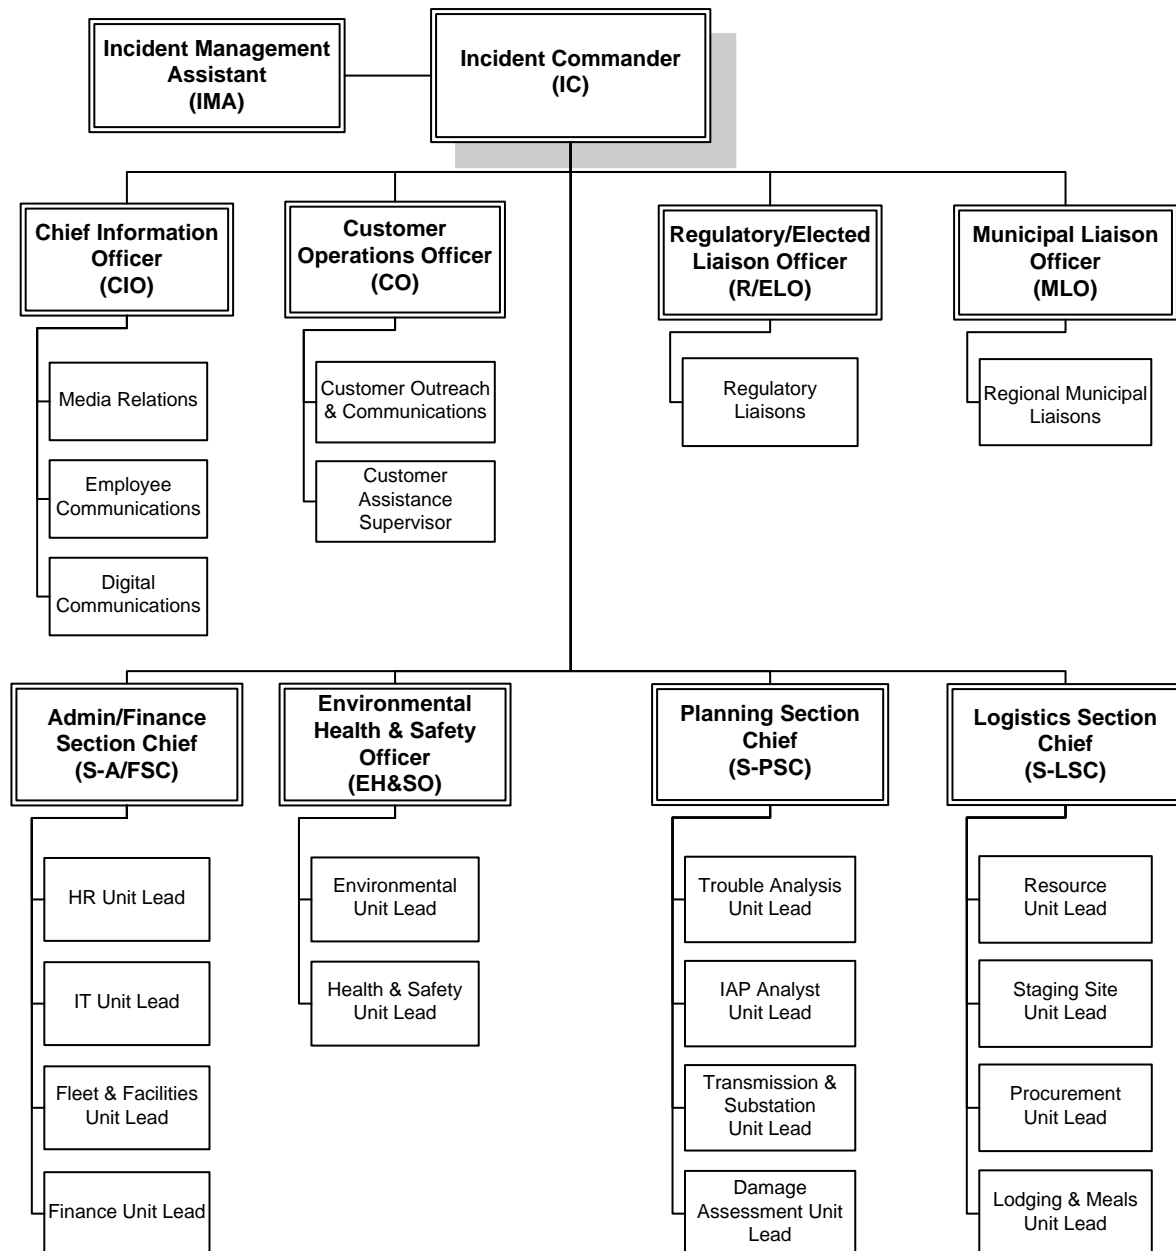 Incident Management
Assistant
(IMA)
Incident Commander
(IC)
Chief Information
Officer
(CIO)
Customer
Operations Officer
(CO)
Regulatory/Elected
Liaison Officer
(R/ELO)
Municipal Liaison
Officer
(MLO)
Media Relations
Employee
Communications
Digital
Communications
Customer Outreach
& Communications
Customer
Assistance
Supervisor
Regulatory
Liaisons
Regional Municipal
Liaisons
Admin/Finance
Section Chief
(S-A/FSC)
Environmental
Health & Safety
Officer
(EH&SO)
Planning Section
Chief
(S-PSC)
Logistics Section
Chief
(S-LSC)
HR Unit Lead
IT Unit Lead
Fleet & Facilities
Unit Lead
Finance Unit Lead
Environmental
Unit Lead
Health & Safety
Unit Lead
Trouble Analysis
Unit Lead
IAP Analyst
Unit Lead
Transmission &
Substation
Unit Lead
Damage
Assessment Unit
Lead
Resource
Unit Lead
Staging Site
Unit Lead
Procurement
Unit Lead
Lodging & Meals
Unit Lead